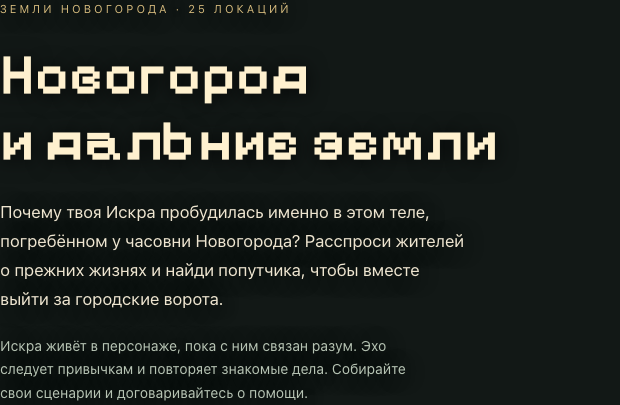 ЗЕМЛИ НОВОГОРОДА · 25 ЛОКАЦИЙ
Новогород
и дальние земли
Почему твоя Искра пробудилась именно в этом теле,
погребённом у часовни Новогорода? Расспроси жителей
о прежних жизнях и найди попутчика, чтобы вместе
выйти за городские ворота.
Искра живёт в персонаже, пока с ним связан разум. Эхо
следует привычкам и повторяет знакомые дела. Собирайте
свои сценарии и договаривайтесь о помощи.